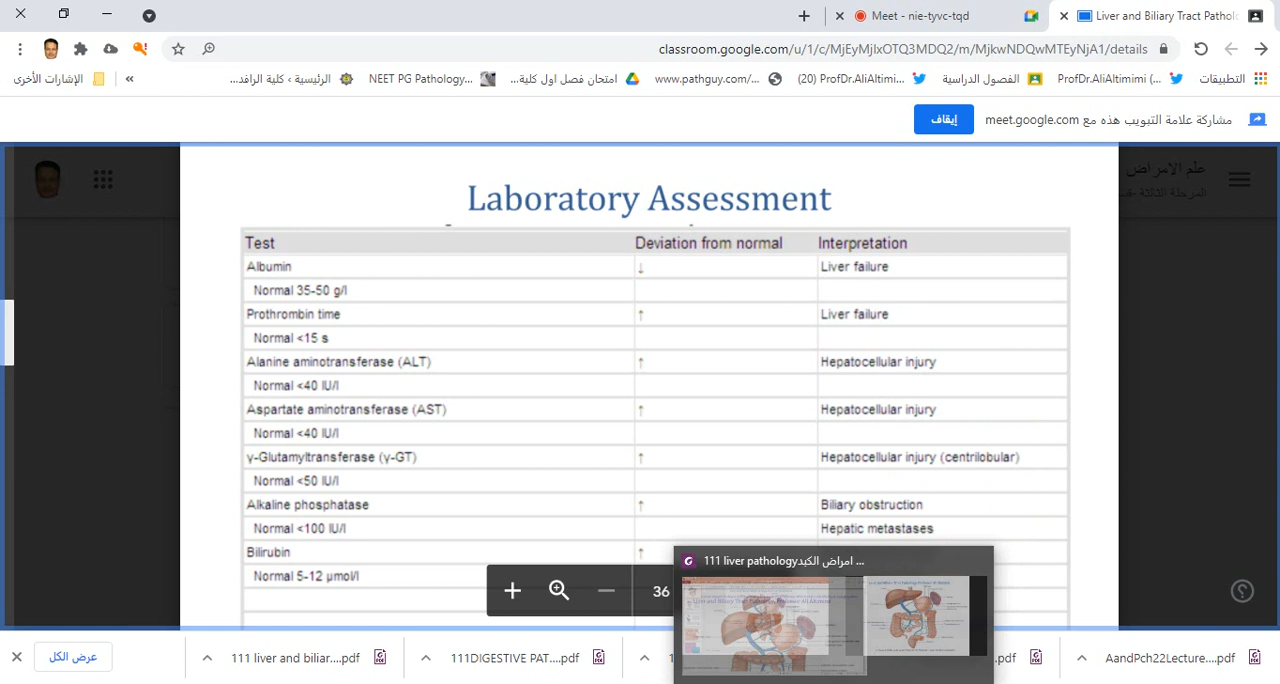 Meet - nie-tyvc-tqd
Liver and Biliary Tract Pathol
classroom.google.com/u/1/c/MjEyMjIxOTQ3MDQ2/m/MjkwNDQwMTEyNjA1/details
التطبيقات
ProfDr.AliAltimimi (...
الفصول الدراسية
(20) ProfDr.AliAltimi...
www.pathguy.com/...
امتحان فصل اول كلية...
NEET PG Pathology...
الرئيسية ‹ كلية الرافد...
»
الإشارات الأخرى
مشاركة علامة التبويب هذه مع meet.google.com
إيقاف
علم الامراض
المرحلة الثالثة -قس
Laboratory Assessment
Test Deviation from normal Interpretation
Albumin ↓ Liver failure
Normal 35-50 g/l
Prothrombin time ↑ Liver failure
Normal <15 s
Alanine aminotransferase (ALT) ↑ Hepatocellular injury
Normal <40 IU/l
Aspartate aminotransferase (AST) ↑ Hepatocellular injury
Normal <40 IU/l
γ-Glutamyltransferase (γ-GT) ↑ Hepatocellular injury (centrilobular)
Normal <50 IU/l
Alkaline phosphatase ↑ Biliary obstruction
Normal <100 IU/l Hepatic metastases
Bilirubin ↑
Normal 5-12 µmol/l
36
111 liver pathologyامراض الكبد ...
عرض الكل
111 liver and biliar....pdf
111DIGESTIVE PAT....pdf
.pdf
AandPch22Lecture....pdf